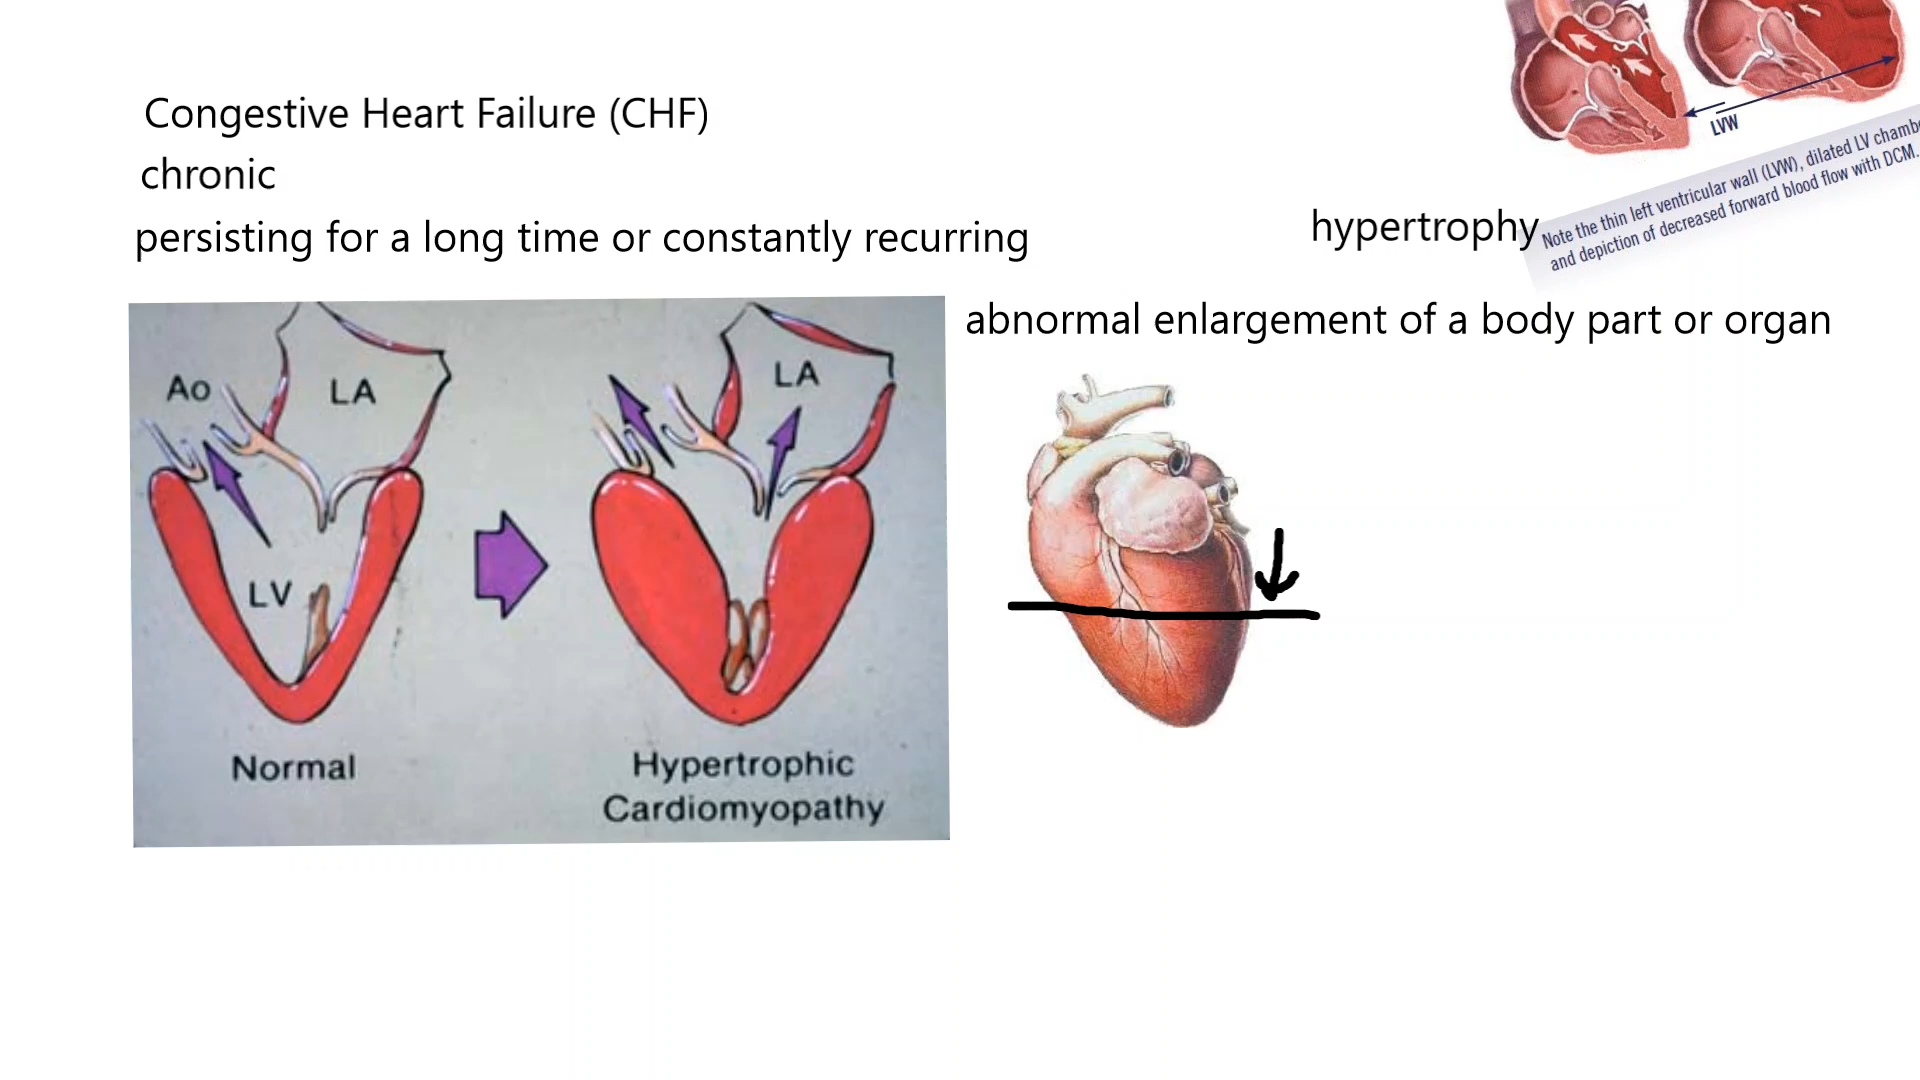 Congestive Heart Failure (CHF)
chronic
persisting for a long time or constantly recurring
LVW
Note the thin left ventricular wall (LVW), dilated LV
and depiction of decreased forward blood flow with DCM.
hypertrophy
abnormal enlargement of a body part or organ
Ao
LA
LV
Normal
LA
Hypertrophic
Cardiomyopathy